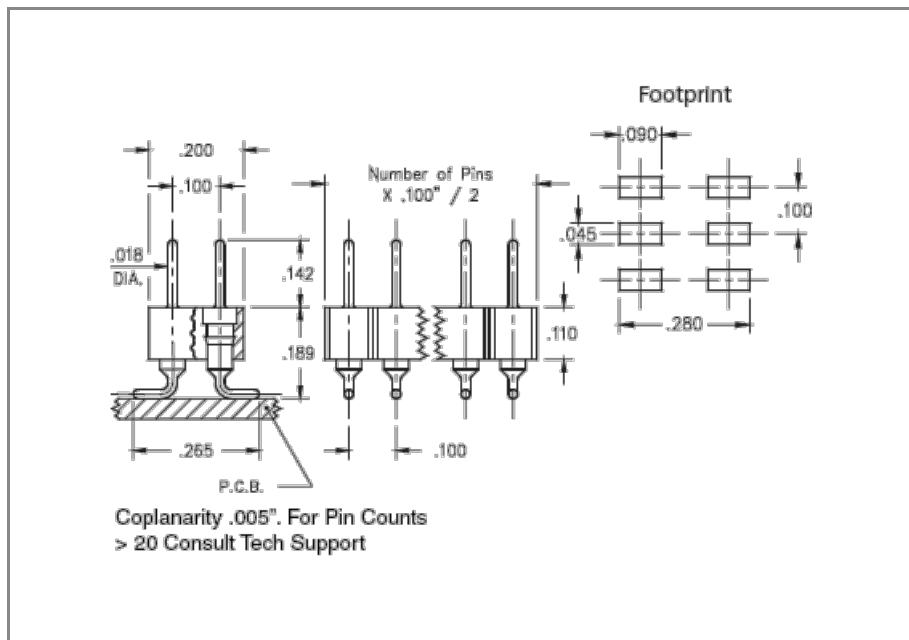 Footprint
.090
.200
.100
Number of Pins
X .100" / 2
.100
.045
.018
DIA.
.142
.280
.110
.189
.265
.100
P.C.B.
Coplanarity .005". For Pin Counts
> 20 Consult Tech Support